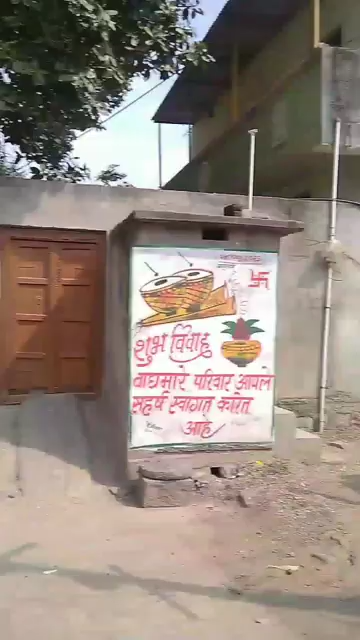 शुभ विवाह
वाघमारे परिवार आपले
सहर्ष स्वागत करित
आहे